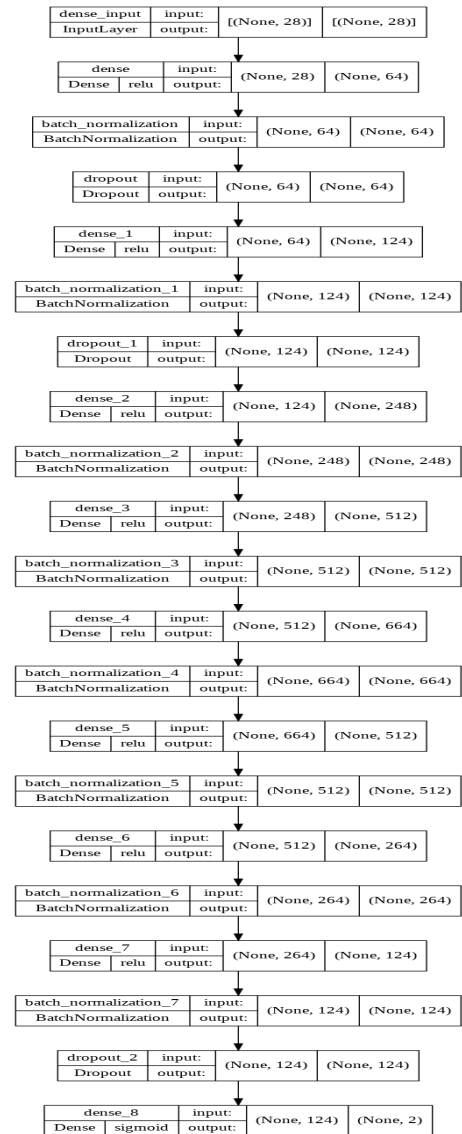 dense_input input: [(None, 28)] [(None, 28)]
InputLayer output:
dense input: (None, 28) (None, 64)
Dense relu output:
batch_normalization input: (None, 64) (None, 64)
BatchNormalization output:
dropout input: (None, 64) (None, 64)
Dropout output:
dense_1 input: (None, 64) (None, 124)
Dense relu output:
batch_normalization_1 input: (None, 124) (None, 124)
BatchNormalization output:
dropout_1 input: (None, 124) (None, 124)
Dropout output:
dense_2 input: (None, 124) (None, 248)
Dense relu output:
batch_normalization_2 input: (None, 248) (None, 248)
BatchNormalization output:
dense_3 input: (None, 248) (None, 512)
Dense relu output:
batch_normalization_3 input: (None, 512) (None, 512)
BatchNormalization output:
dense_4 input: (None, 512) (None, 664)
Dense relu output:
batch_normalization_4 input: (None, 664) (None, 664)
BatchNormalization output:
dense_5 input: (None, 664) (None, 512)
Dense relu output:
batch_normalization_5 input: (None, 512) (None, 512)
BatchNormalization output:
dense_6 input: (None, 512) (None, 264)
Dense relu output:
batch_normalization_6 input: (None, 264) (None, 264)
BatchNormalization output:
dense_7 input: (None, 264) (None, 124)
Dense relu output:
batch_normalization_7 input: (None, 124) (None, 124)
BatchNormalization output:
dropout_2 input: (None, 124) (None, 124)
Dropout output:
dense_8 input: (None, 124) (None, 2)
Dense sigmoid output: